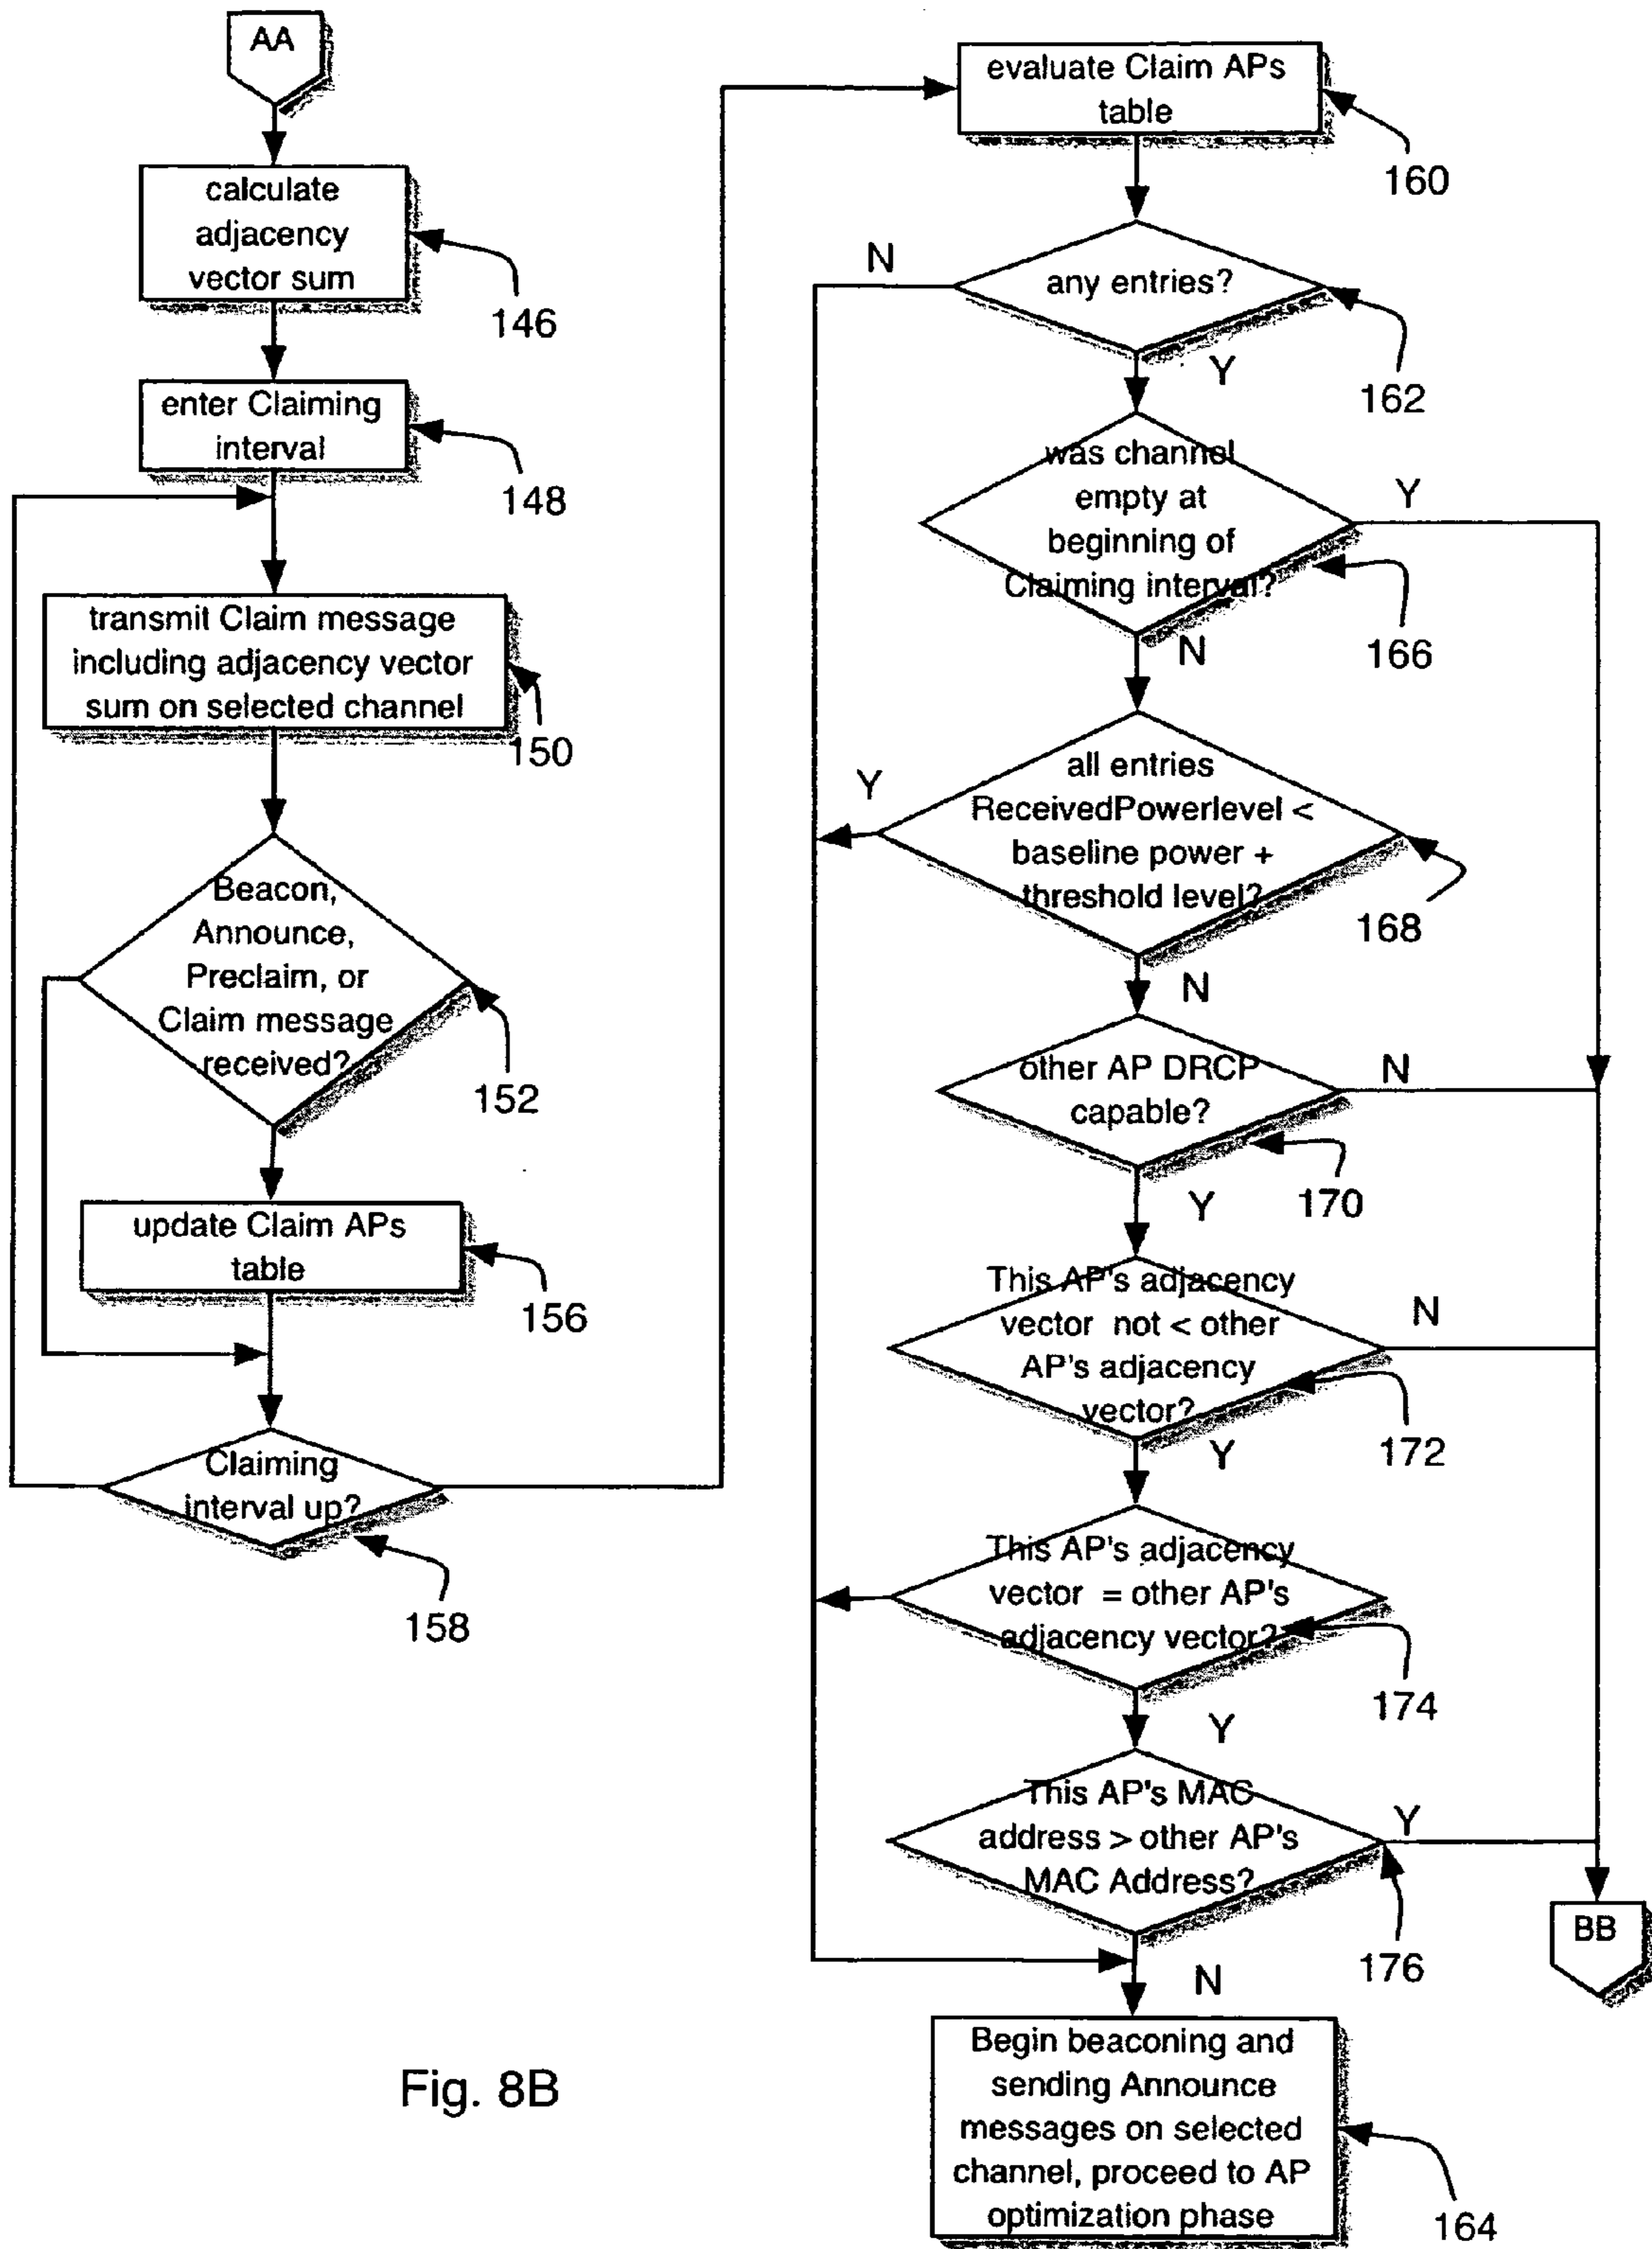 AA
calculate
adjacency
vector sum
146
enter Claiming
interval
148
transmit Claim message
including adjacency vector
sum on selected channel
150
Beacon,
Announce,
Preclaim, or
Claim message
received?
152
update Claim APs
table
156
Claiming
interval up?
158
evaluate Claim APs
table
160
N
any entries?
Y
162
was channel
empty at
beginning of
Claiming interval?
Y
N
166
all entries
ReceivedPowerlevel <
baseline power +
threshold level?
Y
N
168
other AP DRCP
capable?
N
Y
170
This AP's adjacency
vector not < other
AP's adjacency
vector?
N
Y
172
This AP's adjacency
vector = other AP's
adjacency vector?
Y
174
This AP's MAC
address > other AP's
MAC Address?
Y
N
176
BB
Begin beaconing and
sending Announce
messages on selected
channel, proceed to AP
optimization phase
164
Fig. 8B